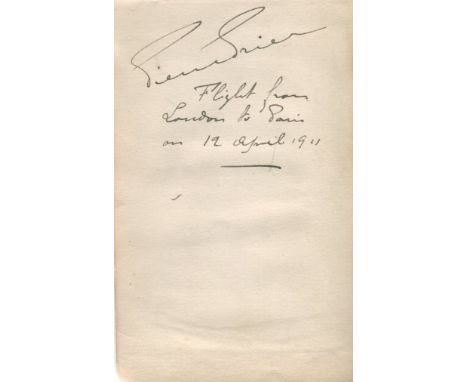 Pierre Prier
Flight from
London to Paris
on 12 April 1911